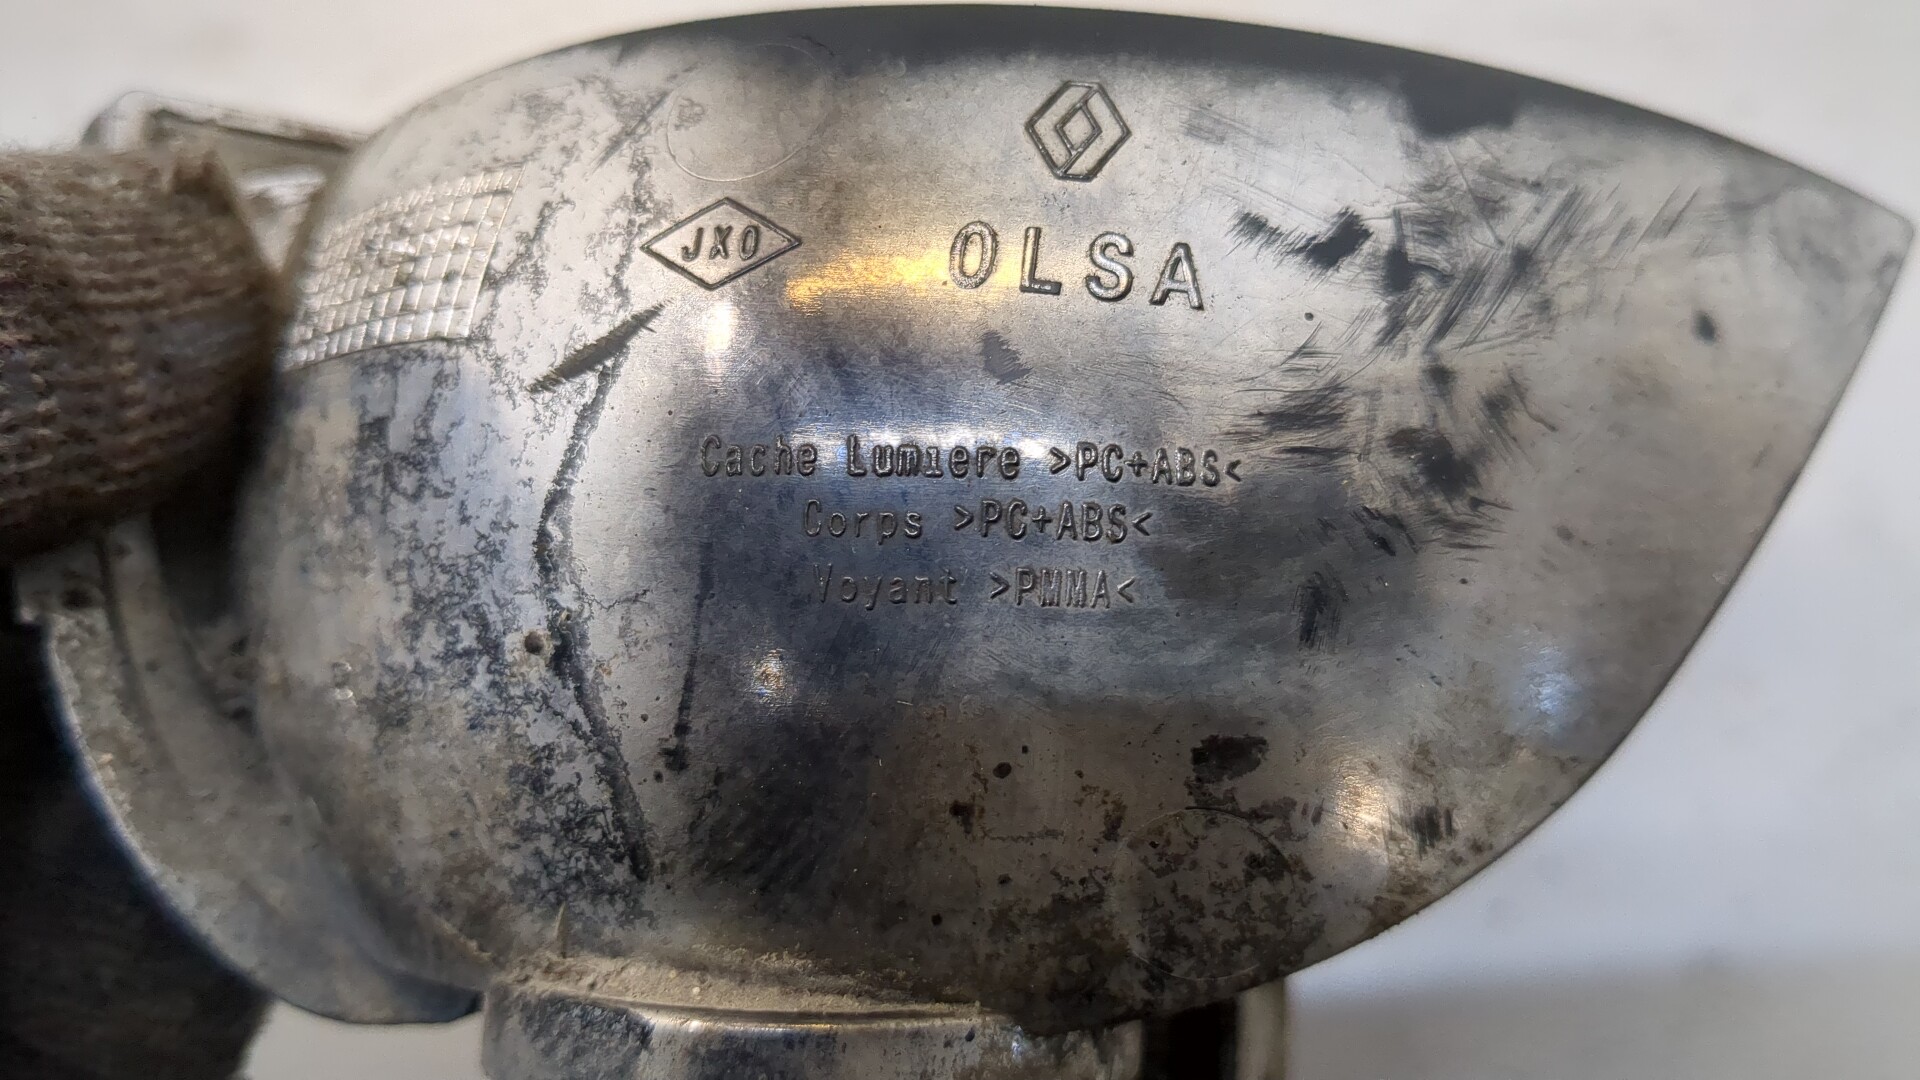 JXO
OLSA
Cache Lumiere >PC+ABS<
Corps >PC+ABS<
Voyant >PMMA<